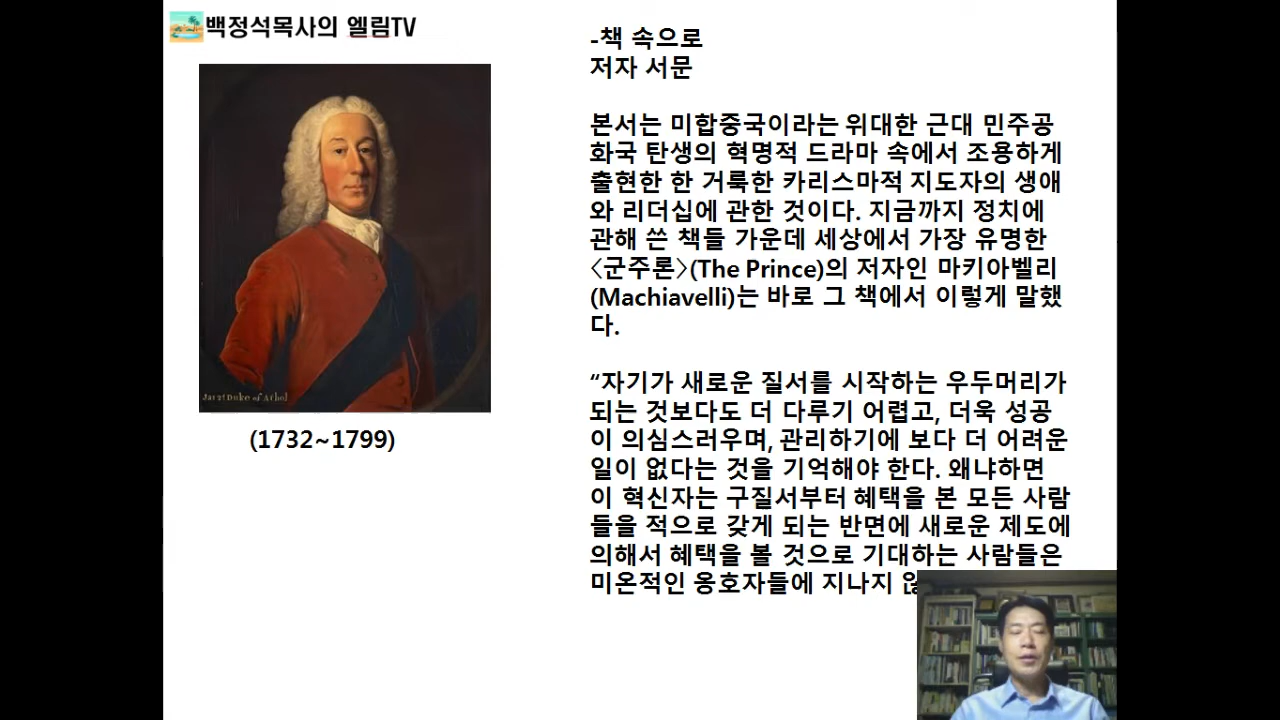 백정석목사의 엘림TV
-책 속으로
저자 서문
본서는 미합중국이라는 위대한 근대 민주공
화국 탄생의 혁명적 드라마 속에서 조용하게
출현한 한 거룩한 카리스마적 지도자의 생애
와 리더십에 관한 것이다. 지금까지 정치에
관해 쓴 책들 가운데 세상에서 가장 유명한
〈군주론〉(The Prince)의 저자인 마키아벨리
(Machiavelli)는 바로 그 책에서 이렇게 말했
다.
“자기가 새로운 질서를 시작하는 우두머리가
되는 것보다도 더 다루기 어렵고, 더욱 성공
이 의심스러우며, 관리하기에 보다 더 어려운
일이 없다는 것을 기억해야 한다. 왜냐하면
이 혁신자는 구질서부터 혜택을 본 모든 사람
들을 적으로 갖게 되는 반면에 새로운 제도에
의해서 혜택을 볼 것으로 기대하는 사람들은
미온적인 옹호자들에 지나지
Duke of
(1732~1799)